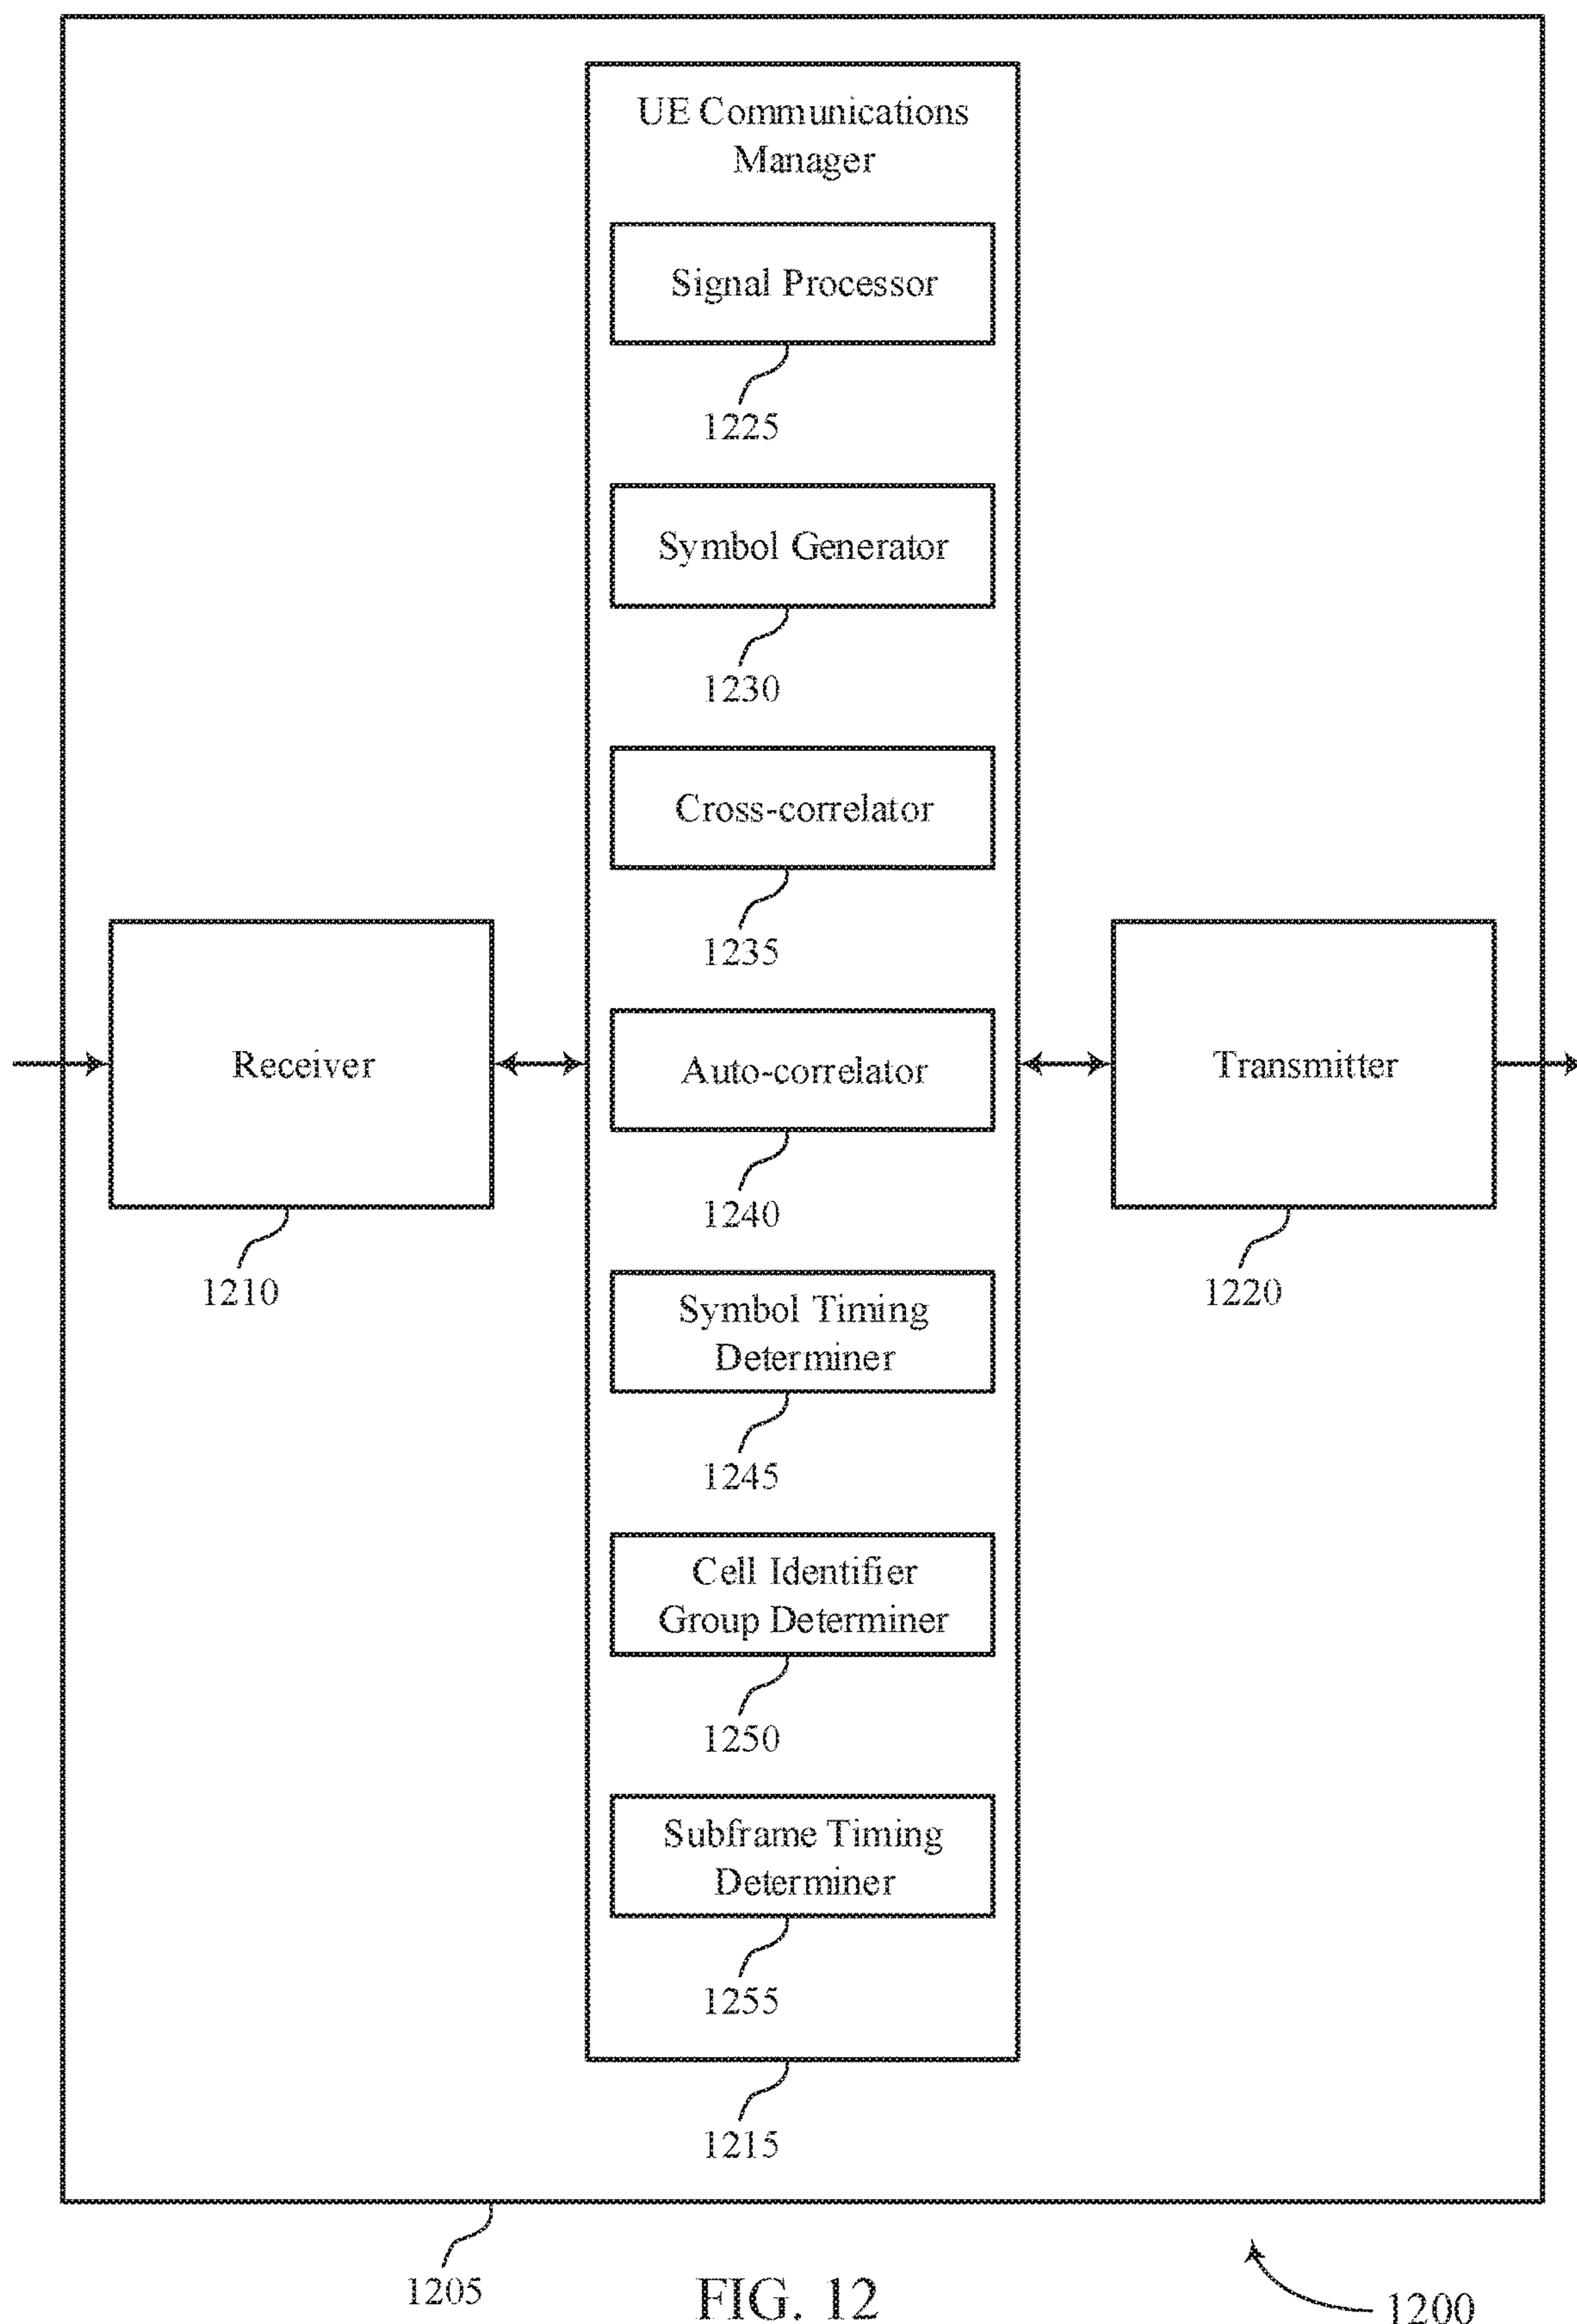 UE Communications
Manager
Signal Processor
1225
Symbol Generator
1230
Cross-correlator
1235
Receiver
1210
Auto-correlator
1240
Transmitter
1220
Symbol Timing
Determiner
1245
Cell Identifier
Group Determiner
1250
Subframe Timing
Determiner
1255
1215
1205
FIG. 12
1200